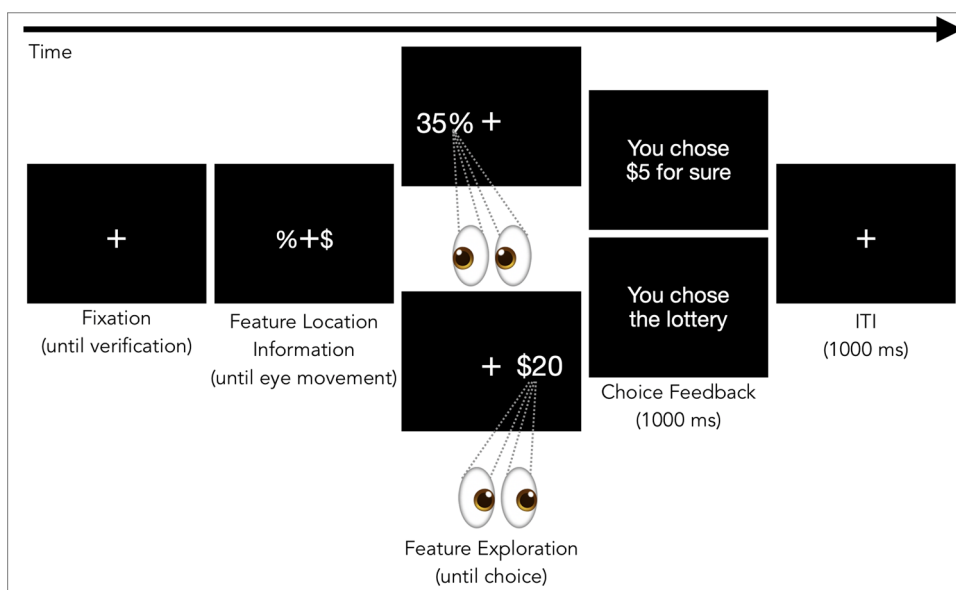 Time
+
Fixation
(until verification)
%+$
Feature Location
Information
(until eye movement)
35% +
+ $20
Feature Exploration
(until choice)
You chose
$5 for sure
You chose
the lottery
Choice Feedback
(1000 ms)
+
ITI
(1000 ms)